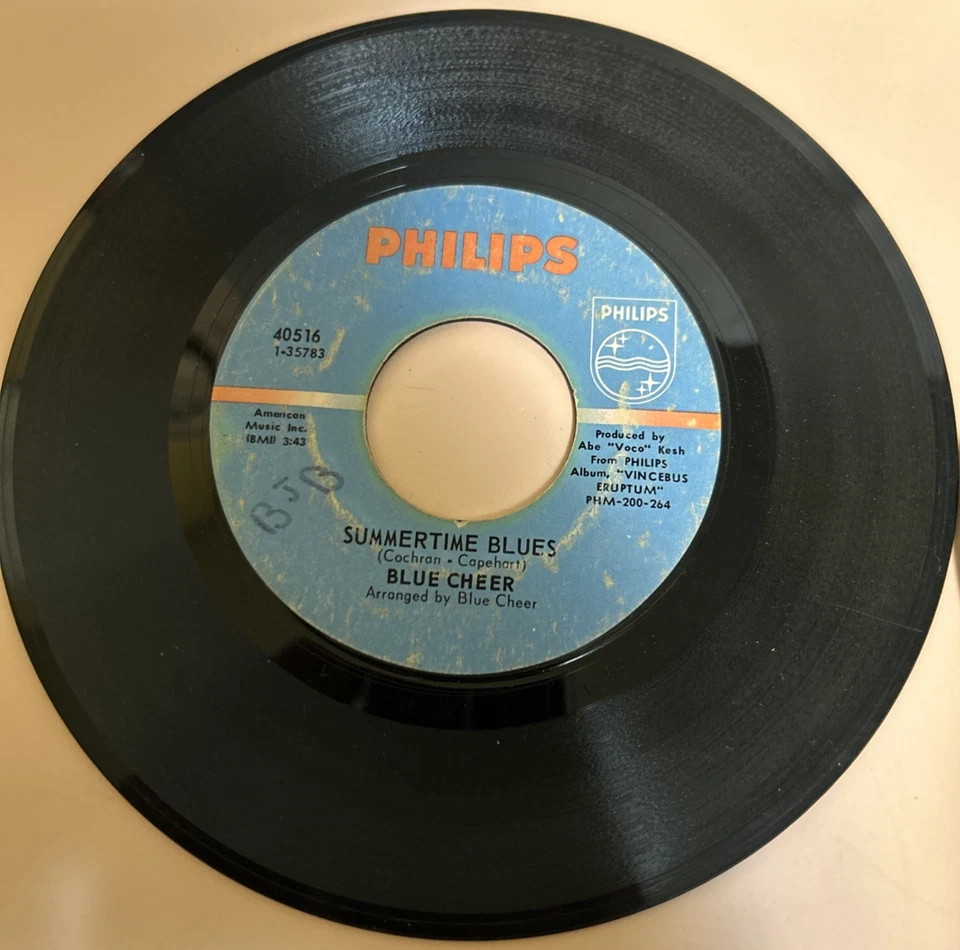 PHILIPS
PHILIPS
40516
1-35783
American
Music Inc.
(BMI) 3:43
Produced by
Abe "Voco" Kesh
From PHILIPS
Album, "VINCEBUS
ERUPTUM"
PHM-200-264
BJB
SUMMERTIME BLUES
(Cochran - Capehart)
BLUE CHEER
Arranged by Blue Cheer